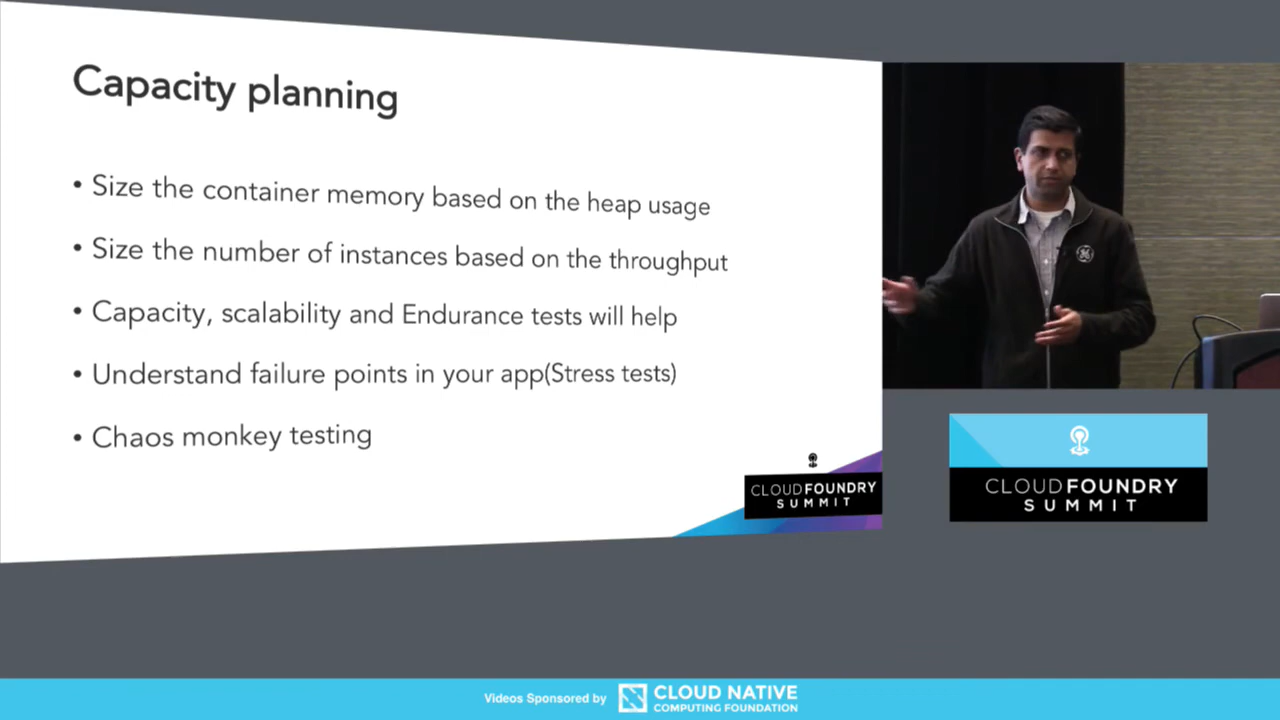 Capacity planning
• Size the container memory based on the heap usage
• Size the number of instances based on the throughput
• Capacity, scalability and Endurance tests will help
• Understand failure points in your app(Stress tests)
• Chaos monkey testing
CLOUDFOUNDRY
SUMMIT
CLOUDFOUNDRY
SUMMIT
Videos Sponsored by
CLOUD NATIVE
COMPUTING FOUNDATION